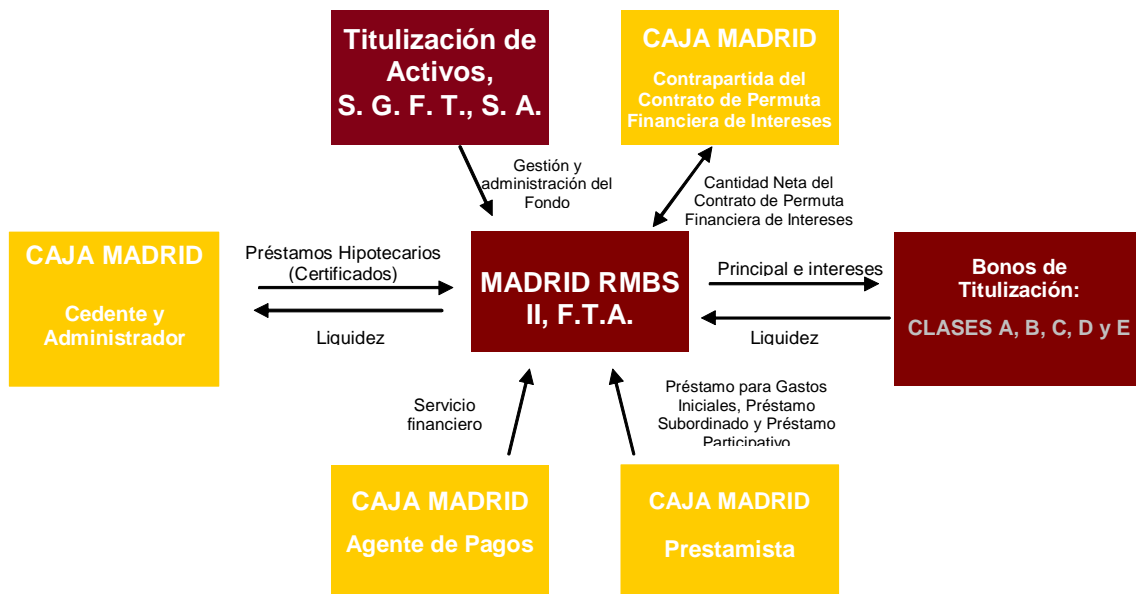 Titulización de
Activos,
S. G. F. T., S. A.
CAJA MADRID
Contrapartida del
Contrato de Permuta
Financiera de Intereses
Gestión y
administración del
Fondo
Cantidad Neta del
Contrato de Permuta
Financiera de Intereses
CAJA MADRID
Cedente y
Administrador
Préstamos Hipotecarios
(Certificados)
Liquidez
MADRID RMBS
II, F.T.A.
Principal e intereses
Liquidez
Bonos de
Titulización:
CLASES A, B, C, D y E
Servicio
financiero
Préstamo para Gastos
Iniciales, Préstamo
Subordinado y Préstamo
Participativo
CAJA MADRID
Agente de Pagos
CAJA MADRID
Prestamista